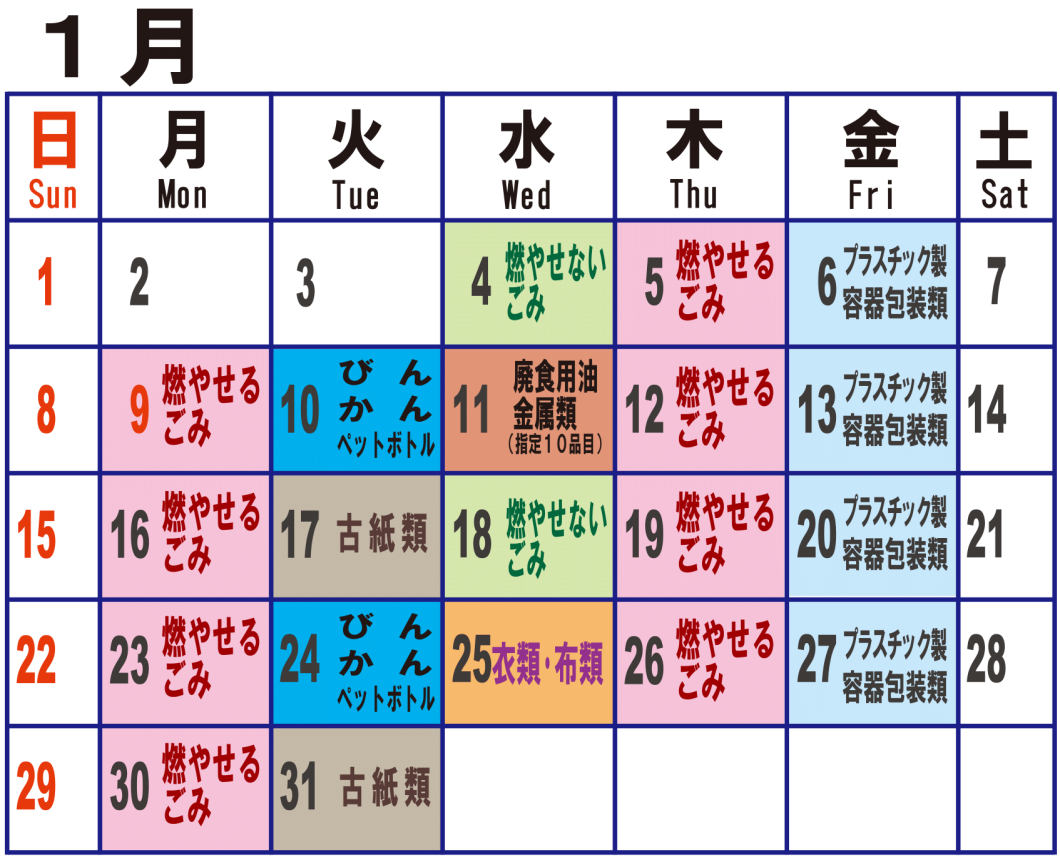 1月
日 月 火 水 木 金 土
Sun Mon Tue Wed Thu Fri Sat
1
2
3
4 燃やせない
ごみ
5 燃やせる
ごみ
6 プラスチック製
容器包装類
7
8
9 燃やせる
ごみ
10 びん
かん
ペットボトル
11 廃食用油
金属類
(指定10品目)
12 燃やせる
ごみ
13 プラスチック製
容器包装類
14
15
16 燃やせる
ごみ
17 古紙類
18 燃やせない
ごみ
19 燃やせる
ごみ
20 プラスチック製
容器包装類
21
22
23 燃やせる
ごみ
24 びん
かん
ペットボトル
25 衣類・布類
26 燃やせる
ごみ
27 プラスチック製
容器包装類
28
29
30 燃やせる
ごみ
31 古紙類